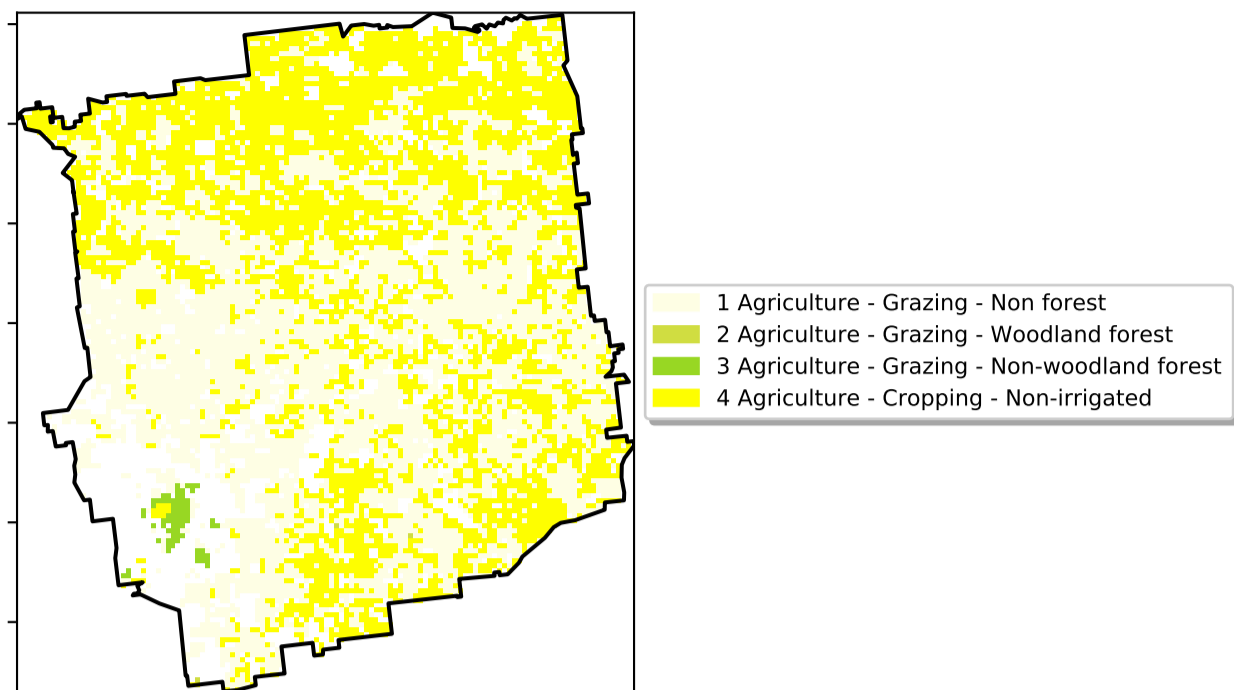 1 Agriculture - Grazing - Non forest
2 Agriculture - Grazing - Woodland forest
3 Agriculture - Grazing - Non-woodland forest
4 Agriculture - Cropping - Non-irrigated